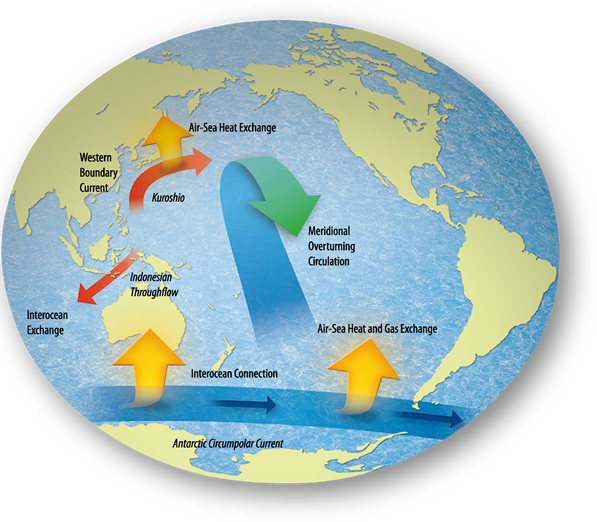 Air-Sea Heat Exchange
Western
Boundary
Current
Kuroshio
Meridional
Overturning
Circulation
Indonesian
Throughflow
Interocean
Exchange
Air-Sea Heat and Gas Exchange
Interocean Connection
Antarctic Circumpolar Current